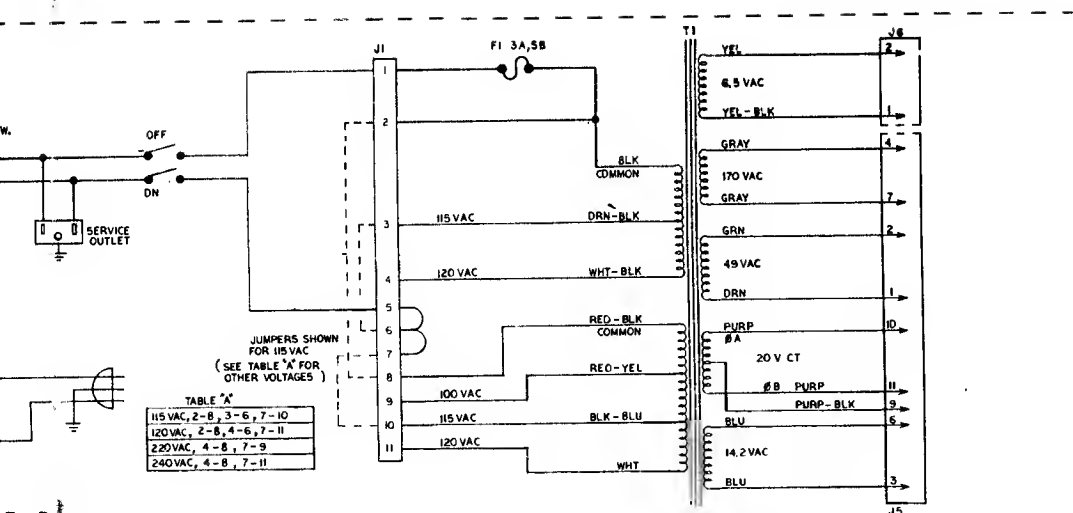 W.
OFF
ON
SERVICE
OUTLET
J1
1
2
3
4
5
6
7
8
9
10
11
F1 3A,SB
115 VAC
120 VAC
100 VAC
115 VAC
120 VAC
BLK
COMMON
ORN-BLK
WHT-BLK
RED-BLK
COMMON
RED-YEL
BLK-BLU
WHT
JUMPERS SHOWN
FOR 115 VAC
(SEE TABLE "A" FOR
OTHER VOLTAGES)
TABLE "A"
115 VAC, 2-8, 3-6, 7-10
120 VAC, 2-8, 4-6, 7-11
220 VAC, 4-8, 7-9
240 VAC, 4-8, 7-11
T1
YEL
6.5 VAC
YEL-BLK
GRAY
170 VAC
GRAY
GRN
49 VAC
ORN
PURP
ØA
20 V CT
ØB PURP
PURP-BLK
BLU
14.2 VAC
BLU
J6
2
1
4
7
2
1
10
11
9
6
3
J5